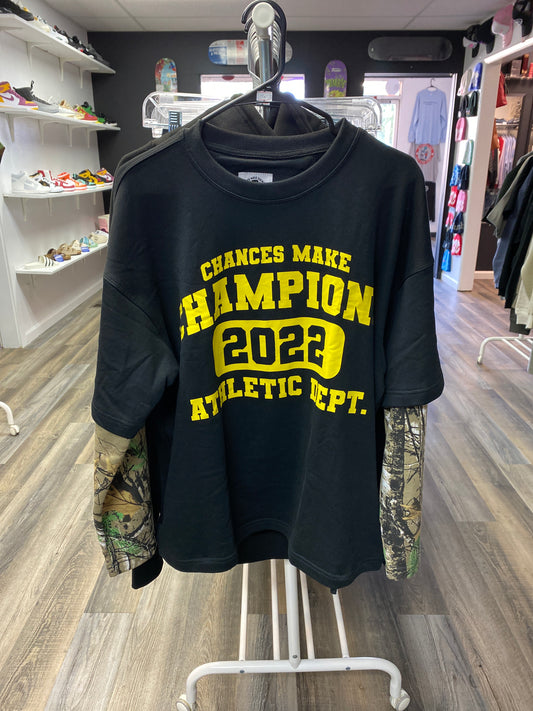 CHANCES MAKE
CHAMPION
2022
ATHLETIC DEPT.